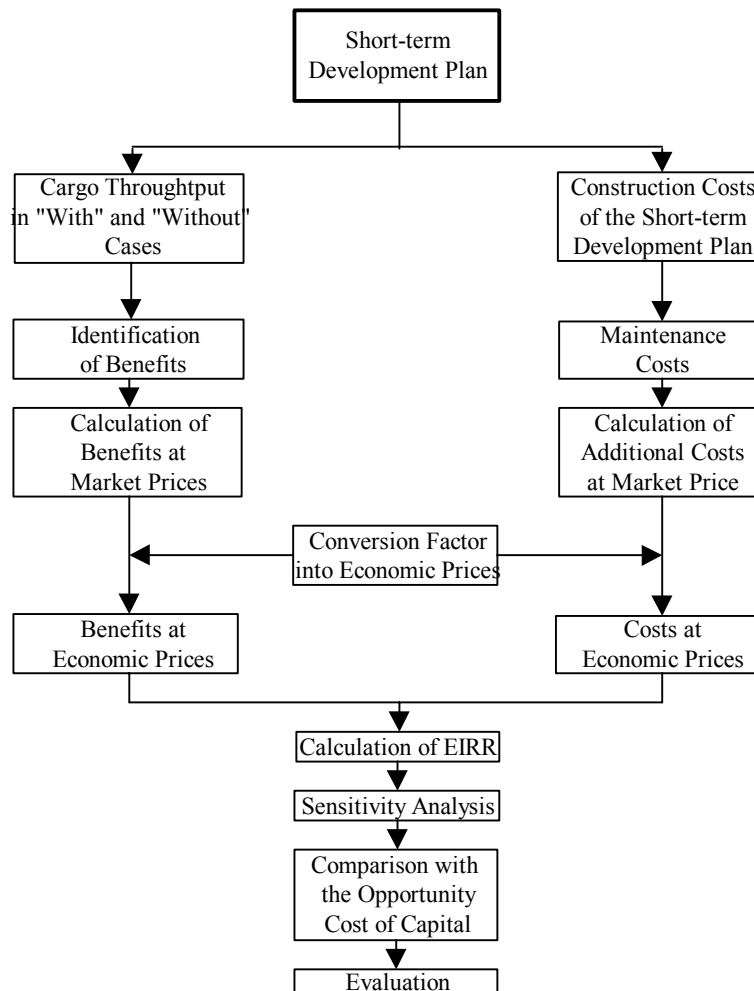 Short-term
Development Plan
Cargo Throughtput
in "With" and "Without"
Cases
Construction Costs
of the Short-term
Development Plan
Identification
of Benefits
Maintenance
Costs
Calculation of
Benefits at
Market Prices
Calculation of
Additional Costs
at Market Price
Conversion Factor
into Economic Prices
Benefits at
Economic Prices
Costs at
Economic Prices
Calculation of EIRR
Sensitivity Analysis
Comparison with
the Opportunity
Cost of Capital
Evaluation